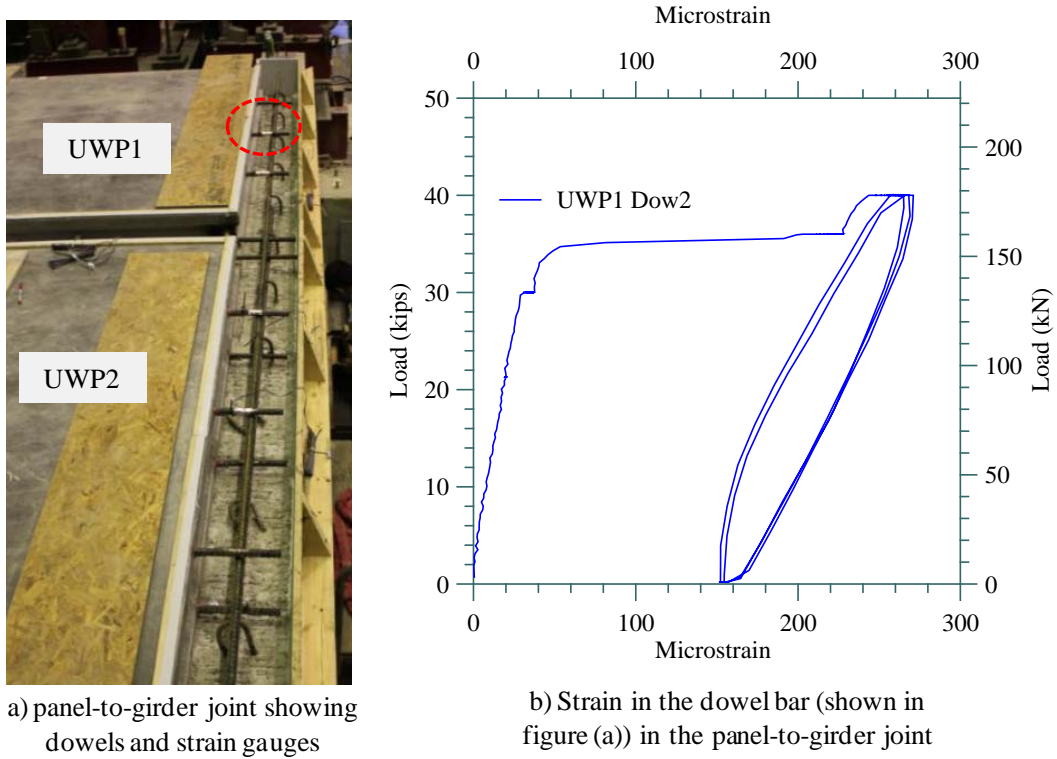 UWP1
UWP2
a) panel-to-girder joint showing
dowels and strain gauges
Microstrain
0 100 200 300
50
40
30
20
10
0
Load (kips)
UWP1 Dow2
200
150
100
50
0
Load (kN)
0 100 200 300
Microstrain
b) Strain in the dowel bar (shown in
figure (a)) in the panel-to-girder joint